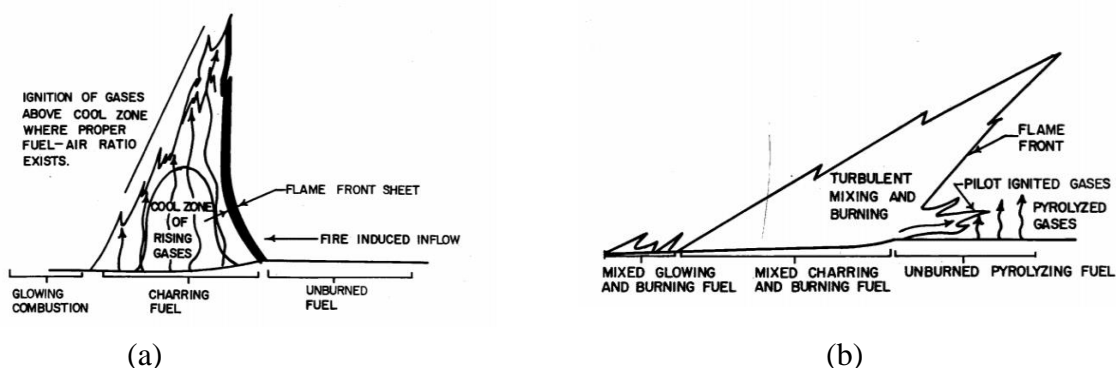 IGNITION OF GASES
ABOVE COOL ZONE
WHERE PROPER
FUEL-AIR RATIO
EXISTS.
FLAME FRONT SHEET
COOL ZONE
OF
RISING
GASES
FIRE INDUCED INFLOW
GLOWING
COMBUSTION
CHARRING
FUEL
UNBURNED
FUEL
(a)
FLAME
FRONT
TURBULENT
MIXING AND
BURNING
PILOT IGNITED GASES
PYROLYZED
GASES
MIXED GLOWING
AND BURNING FUEL
MIXED CHARRING
AND BURNING FUEL
UNBURNED PYROLYZING FUEL
(b)